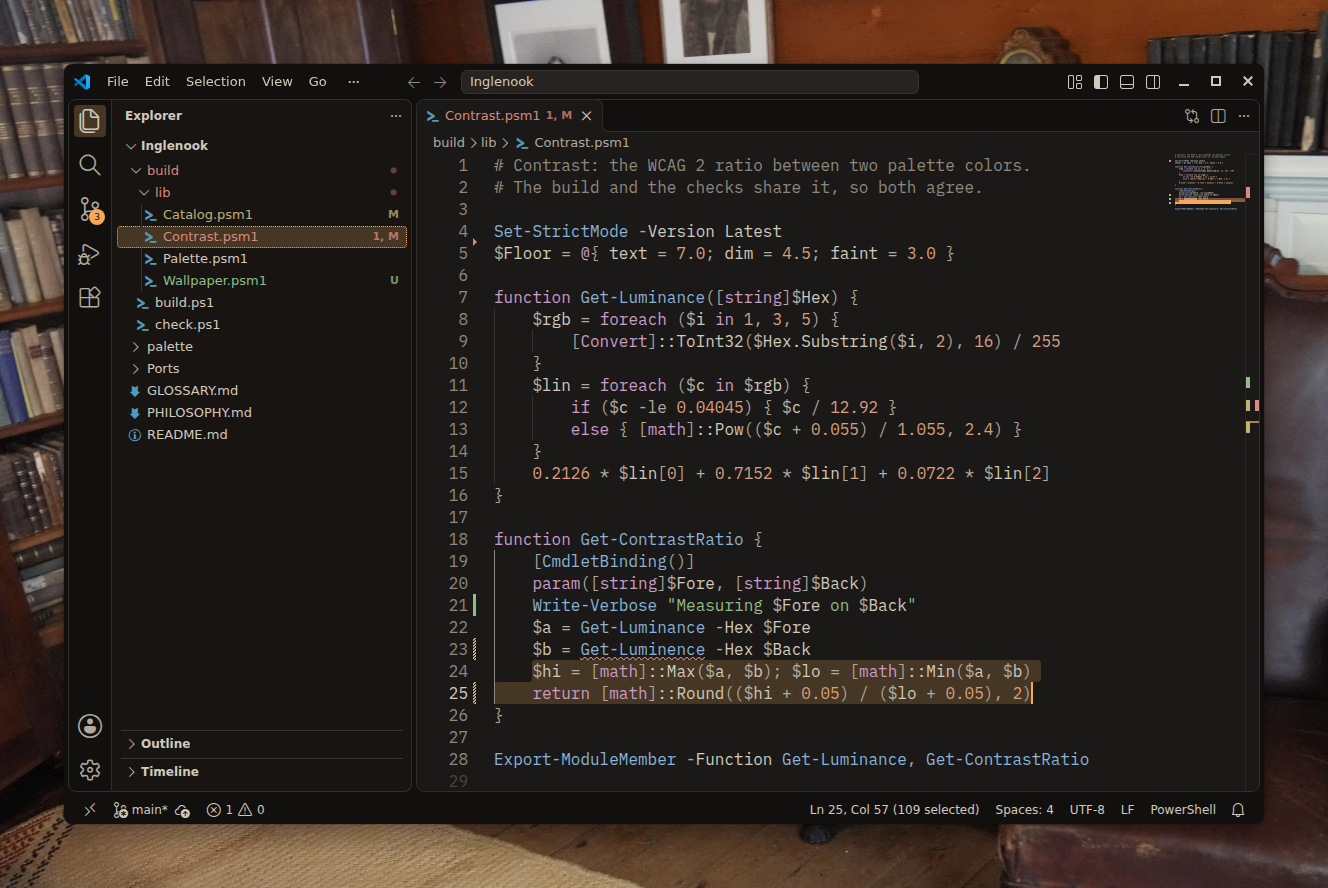 File Edit Selection View Go ··· Inglenook
Explorer ···
Inglenook
build
lib
Catalog.psm1 M
Contrast.psm1 1, M
Palette.psm1
Wallpaper.psm1 U
build.ps1
check.ps1
palette
Ports
GLOSSARY.md
PHILOSOPHY.md
README.md
3
Outline
Timeline
Contrast.psm1 1, M
build > lib > Contrast.psm1
1 # Contrast: the WCAG 2 ratio between two palette colors.
2 # The build and the checks share it, so both agree.
3
4 Set-StrictMode -Version Latest
5 $Floor = @{ text = 7.0; dim = 4.5; faint = 3.0 }
6
7 function Get-Luminance([string]$Hex) {
8     $rgb = foreach ($i in 1, 3, 5) {
9         [Convert]::ToInt32($Hex.Substring($i, 2), 16) / 255
10     }
11     $lin = foreach ($c in $rgb) {
12         if ($c -le 0.04045) { $c / 12.92 }
13         else { [math]::Pow(($c + 0.055) / 1.055, 2.4) }
14     }
15     0.2126 * $lin[0] + 0.7152 * $lin[1] + 0.0722 * $lin[2]
16 }
17
18 function Get-ContrastRatio {
19     [CmdletBinding()]
20     param([string]$Fore, [string]$Back)
21     Write-Verbose "Measuring $Fore on $Back"
22     $a = Get-Luminance -Hex $Fore
23     $b = Get-Luminence -Hex $Back
24     $hi = [math]::Max($a, $b); $lo = [math]::Min($a, $b)
25     return [math]::Round(($hi + 0.05) / ($lo + 0.05), 2)
26 }
27
28 Export-ModuleMember -Function Get-Luminance, Get-ContrastRatio
29
main* 1 0 Ln 25, Col 57 (109 selected) Spaces: 4 UTF-8 LF PowerShell